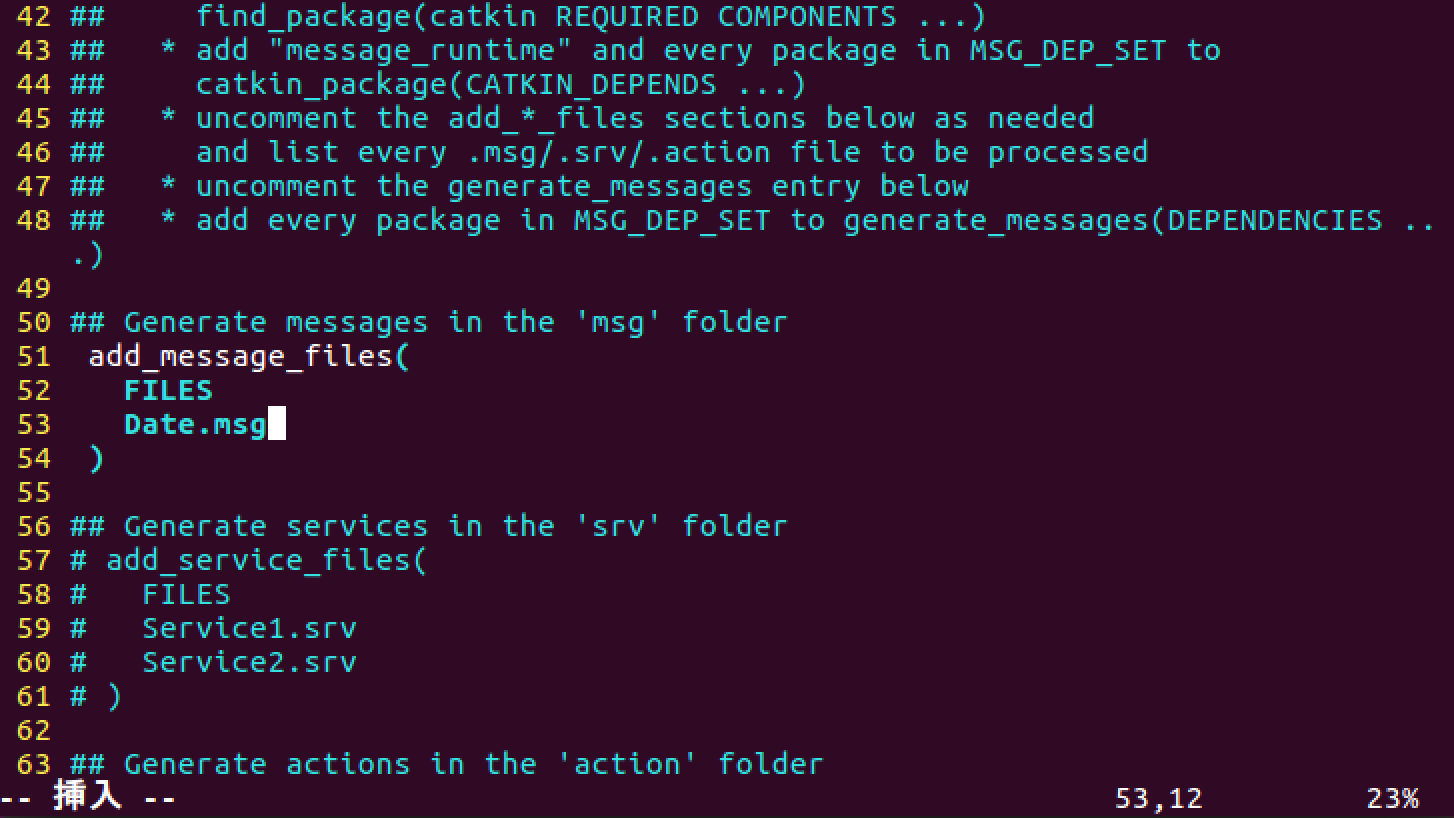 42 ##     find_package(catkin REQUIRED COMPONENTS ...)
43 ##   * add "message_runtime" and every package in MSG_DEP_SET to
44 ##     catkin_package(CATKIN_DEPENDS ...)
45 ##   * uncomment the add_*_files sections below as needed
46 ##     and list every .msg/.srv/.action file to be processed
47 ##   * uncomment the generate_messages entry below
48 ##   * add every package in MSG_DEP_SET to generate_messages(DEPENDENCIES ..
.)
49
50 ## Generate messages in the 'msg' folder
51  add_message_files(
52    FILES
53    Date.msg
54  )
55
56 ## Generate services in the 'srv' folder
57 # add_service_files(
58 #   FILES
59 #   Service1.srv
60 #   Service2.srv
61 # )
62
63 ## Generate actions in the 'action' folder
-- 插入 -- 53,12 23%